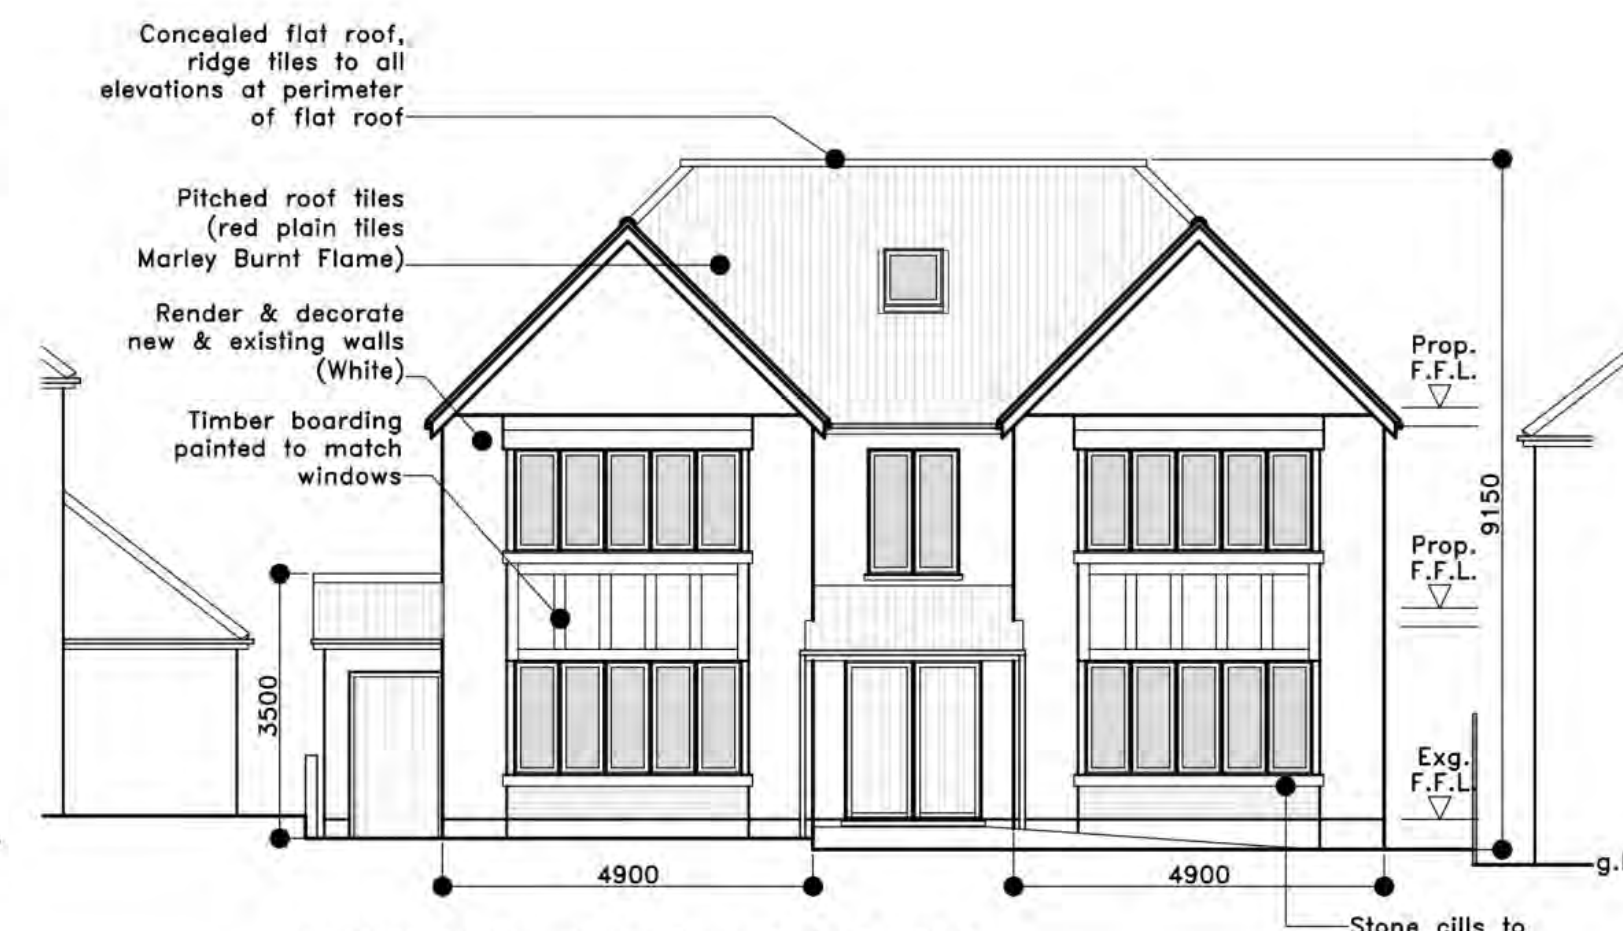 Concealed flat roof,
ridge tiles to all
elevations at perimeter
of flat roof
Pitched roof tiles
(red plain tiles
Marley Burnt Flame)
Render & decorate
new & existing walls
(White)
Timber boarding
painted to match
windows
3500
4900
4900
9150
Prop.
F.F.L.
Prop.
F.F.L.
Exg.
F.F.L.
Stone cills to